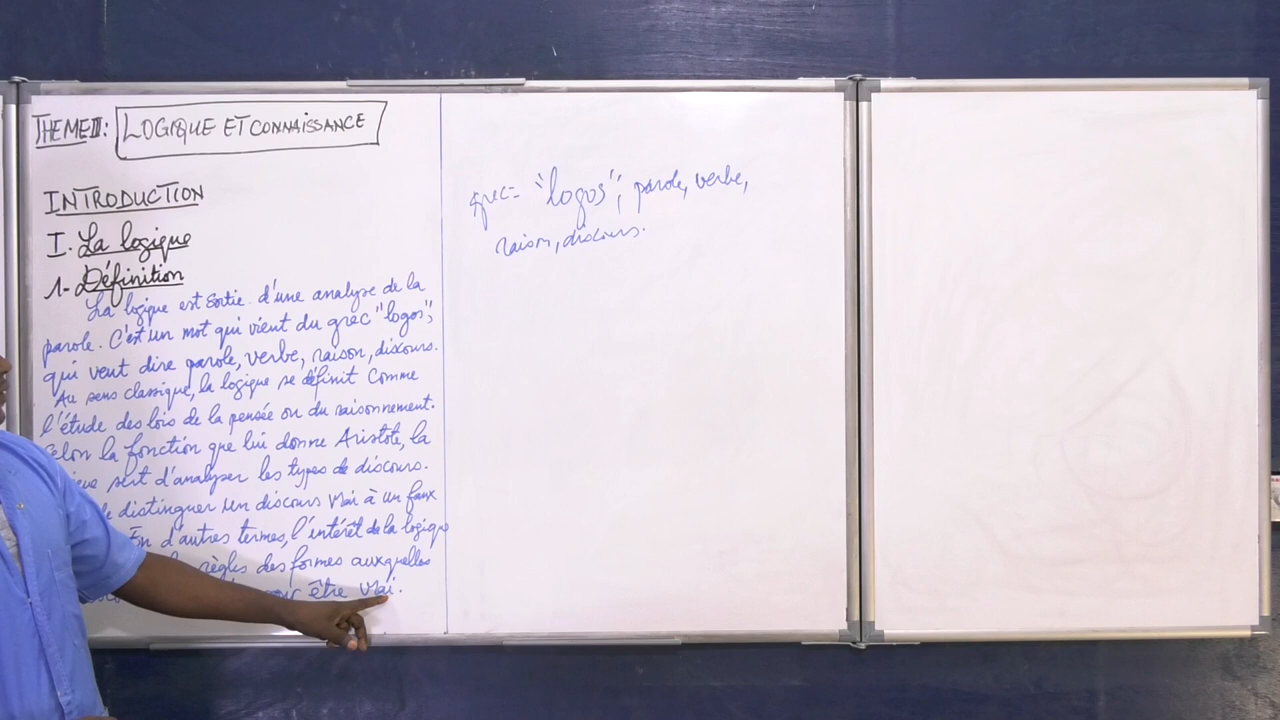 THEME II: LOGIQUE ET CONNAISSANCE
INTRODUCTION
I. La logique
1- Définition
La logique est sortie d'une analyse de la
parole. C'est un mot qui vient du grec "logos";
qui veut dire parole, verbe, raison, discours.
Au sens classique, la logique se définit comme
l'étude des lois de la pensée ou du raisonnement.
Selon la fonction que lui donne Aristote, la
sert d'analyser les types de discours.
de distinguer un discours vrai à un faux
En d'autres termes, l'intérêt de la logique
règles des formes auxquelles
être vrai.
grec= "logos"; parole, verbe,
raison, discours.